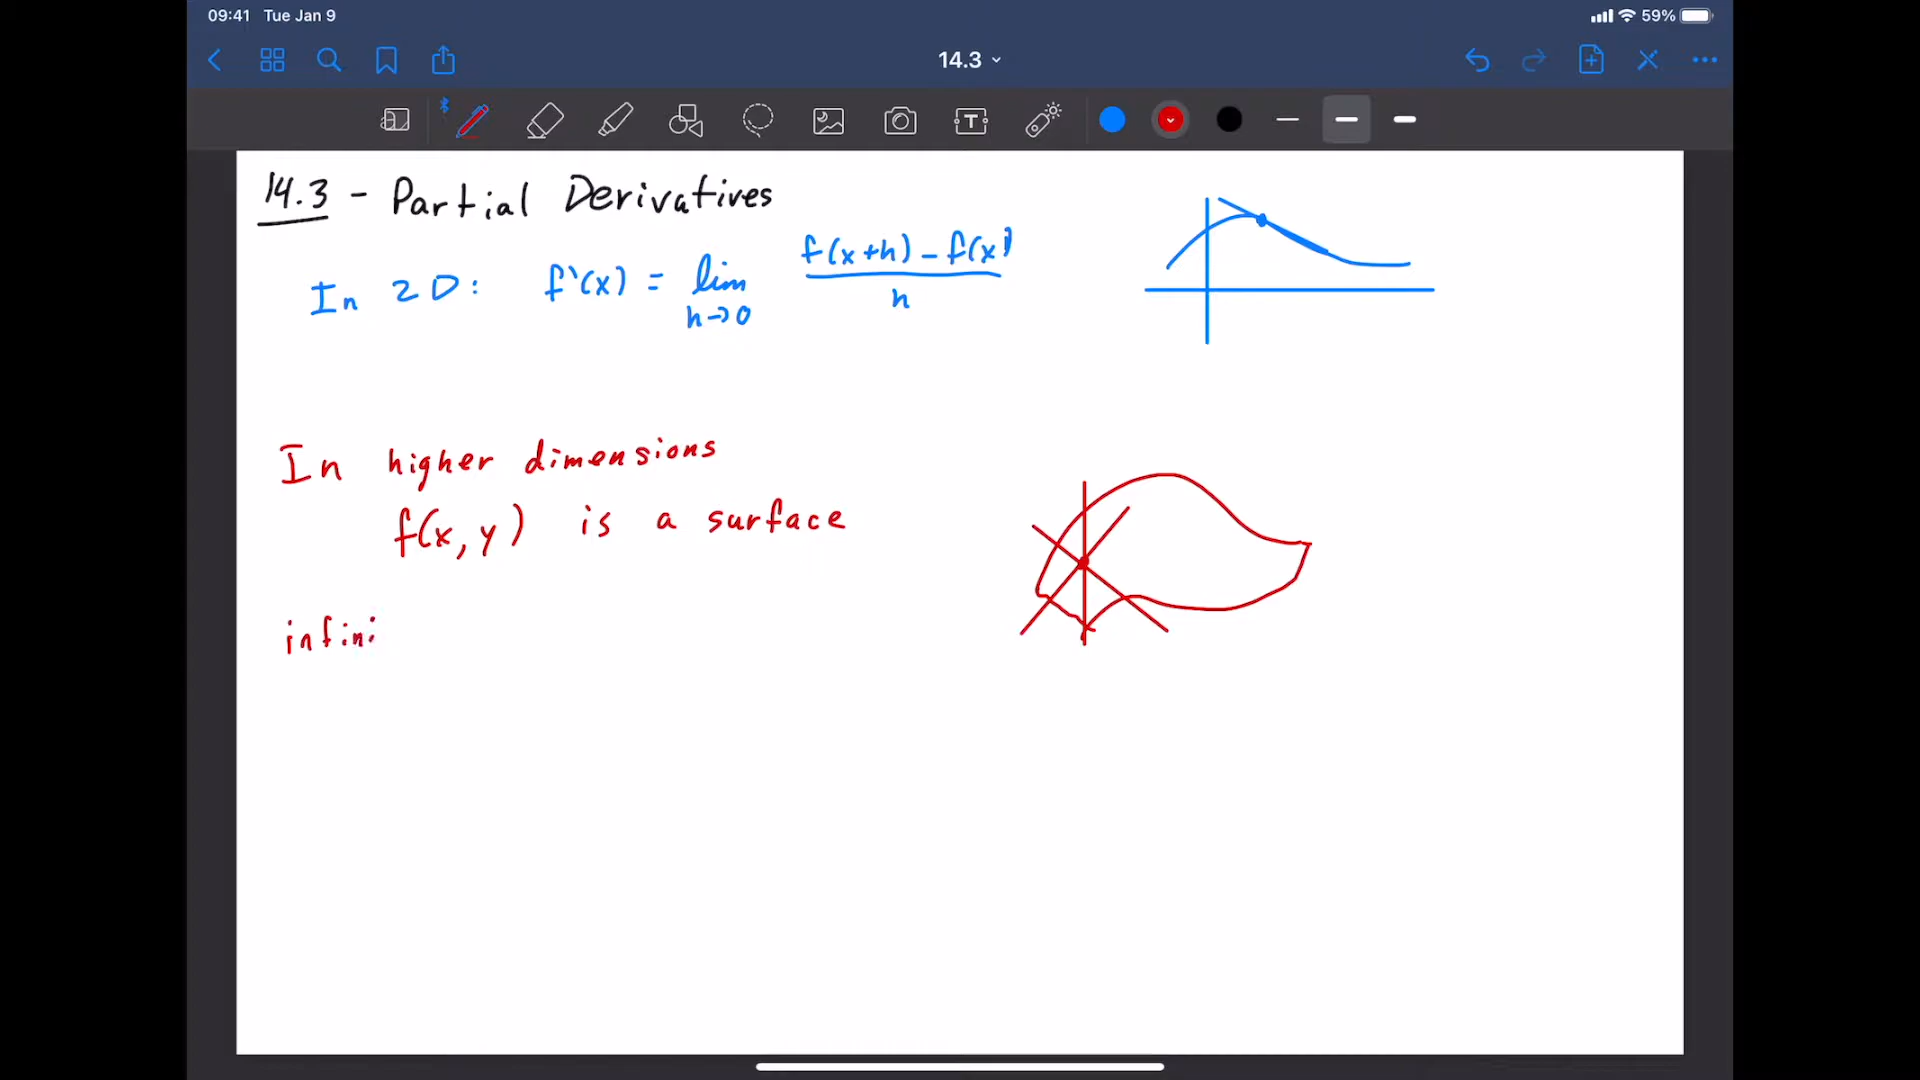 09:41 Tue Jan 9 59%
14.3
14.3 - Partial Derivatives
In 2D: f'(x) = lim h→0 f(x+h) - f(x) / h
In higher dimensions
f(x, y) is a surface
infini